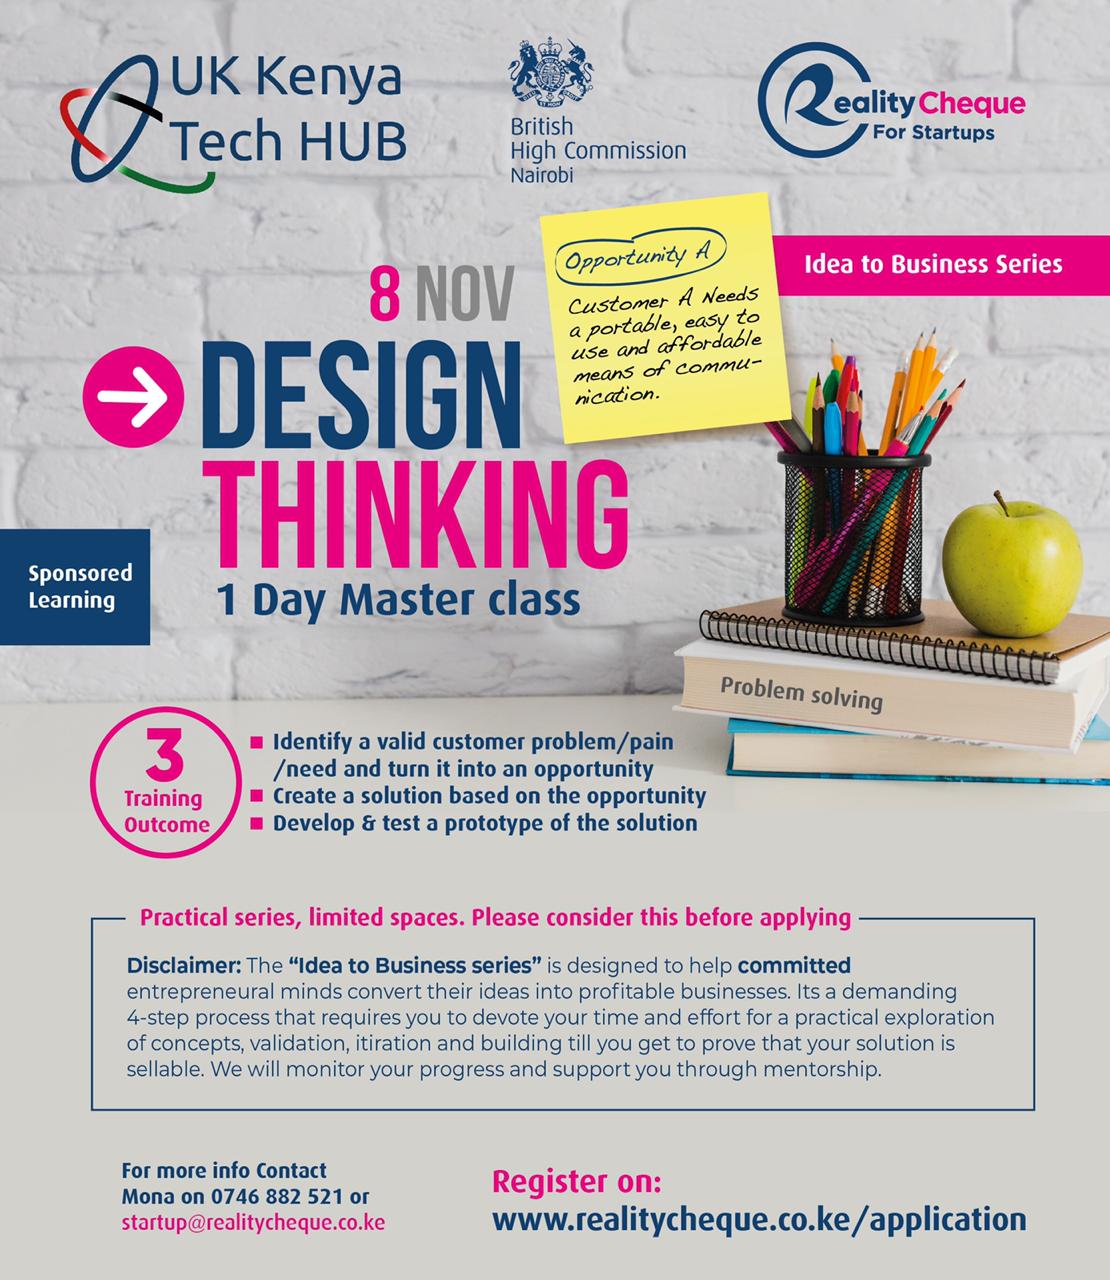 UK Kenya
Tech HUB
British
High Commission
Nairobi
Reality Cheque
For Startups
Opportunity A
Customer A Needs
a portable, easy to
use and affordable
means of commu-
nication.
Idea to Business Series
8 NOV
DESIGN
THINKING
1 Day Master class
Sponsored
Learning
Problem solving
3
Training
Outcome
Identify a valid customer problem/pain
/need and turn it into an opportunity
Create a solution based on the opportunity
Develop & test a prototype of the solution
Practical series, limited spaces. Please consider this before applying
Disclaimer: The “Idea to Business series” is designed to help committed
entrepreneural minds convert their ideas into profitable businesses. Its a demanding
4-step process that requires you to devote your time and effort for a practical exploration
of concepts, validation, itiration and building till you get to prove that your solution is
sellable. We will monitor your progress and support you through mentorship.
For more info Contact
Mona on 0746 882 521 or
startup@realitycheque.co.ke
Register on:
www.realitycheque.co.ke/application